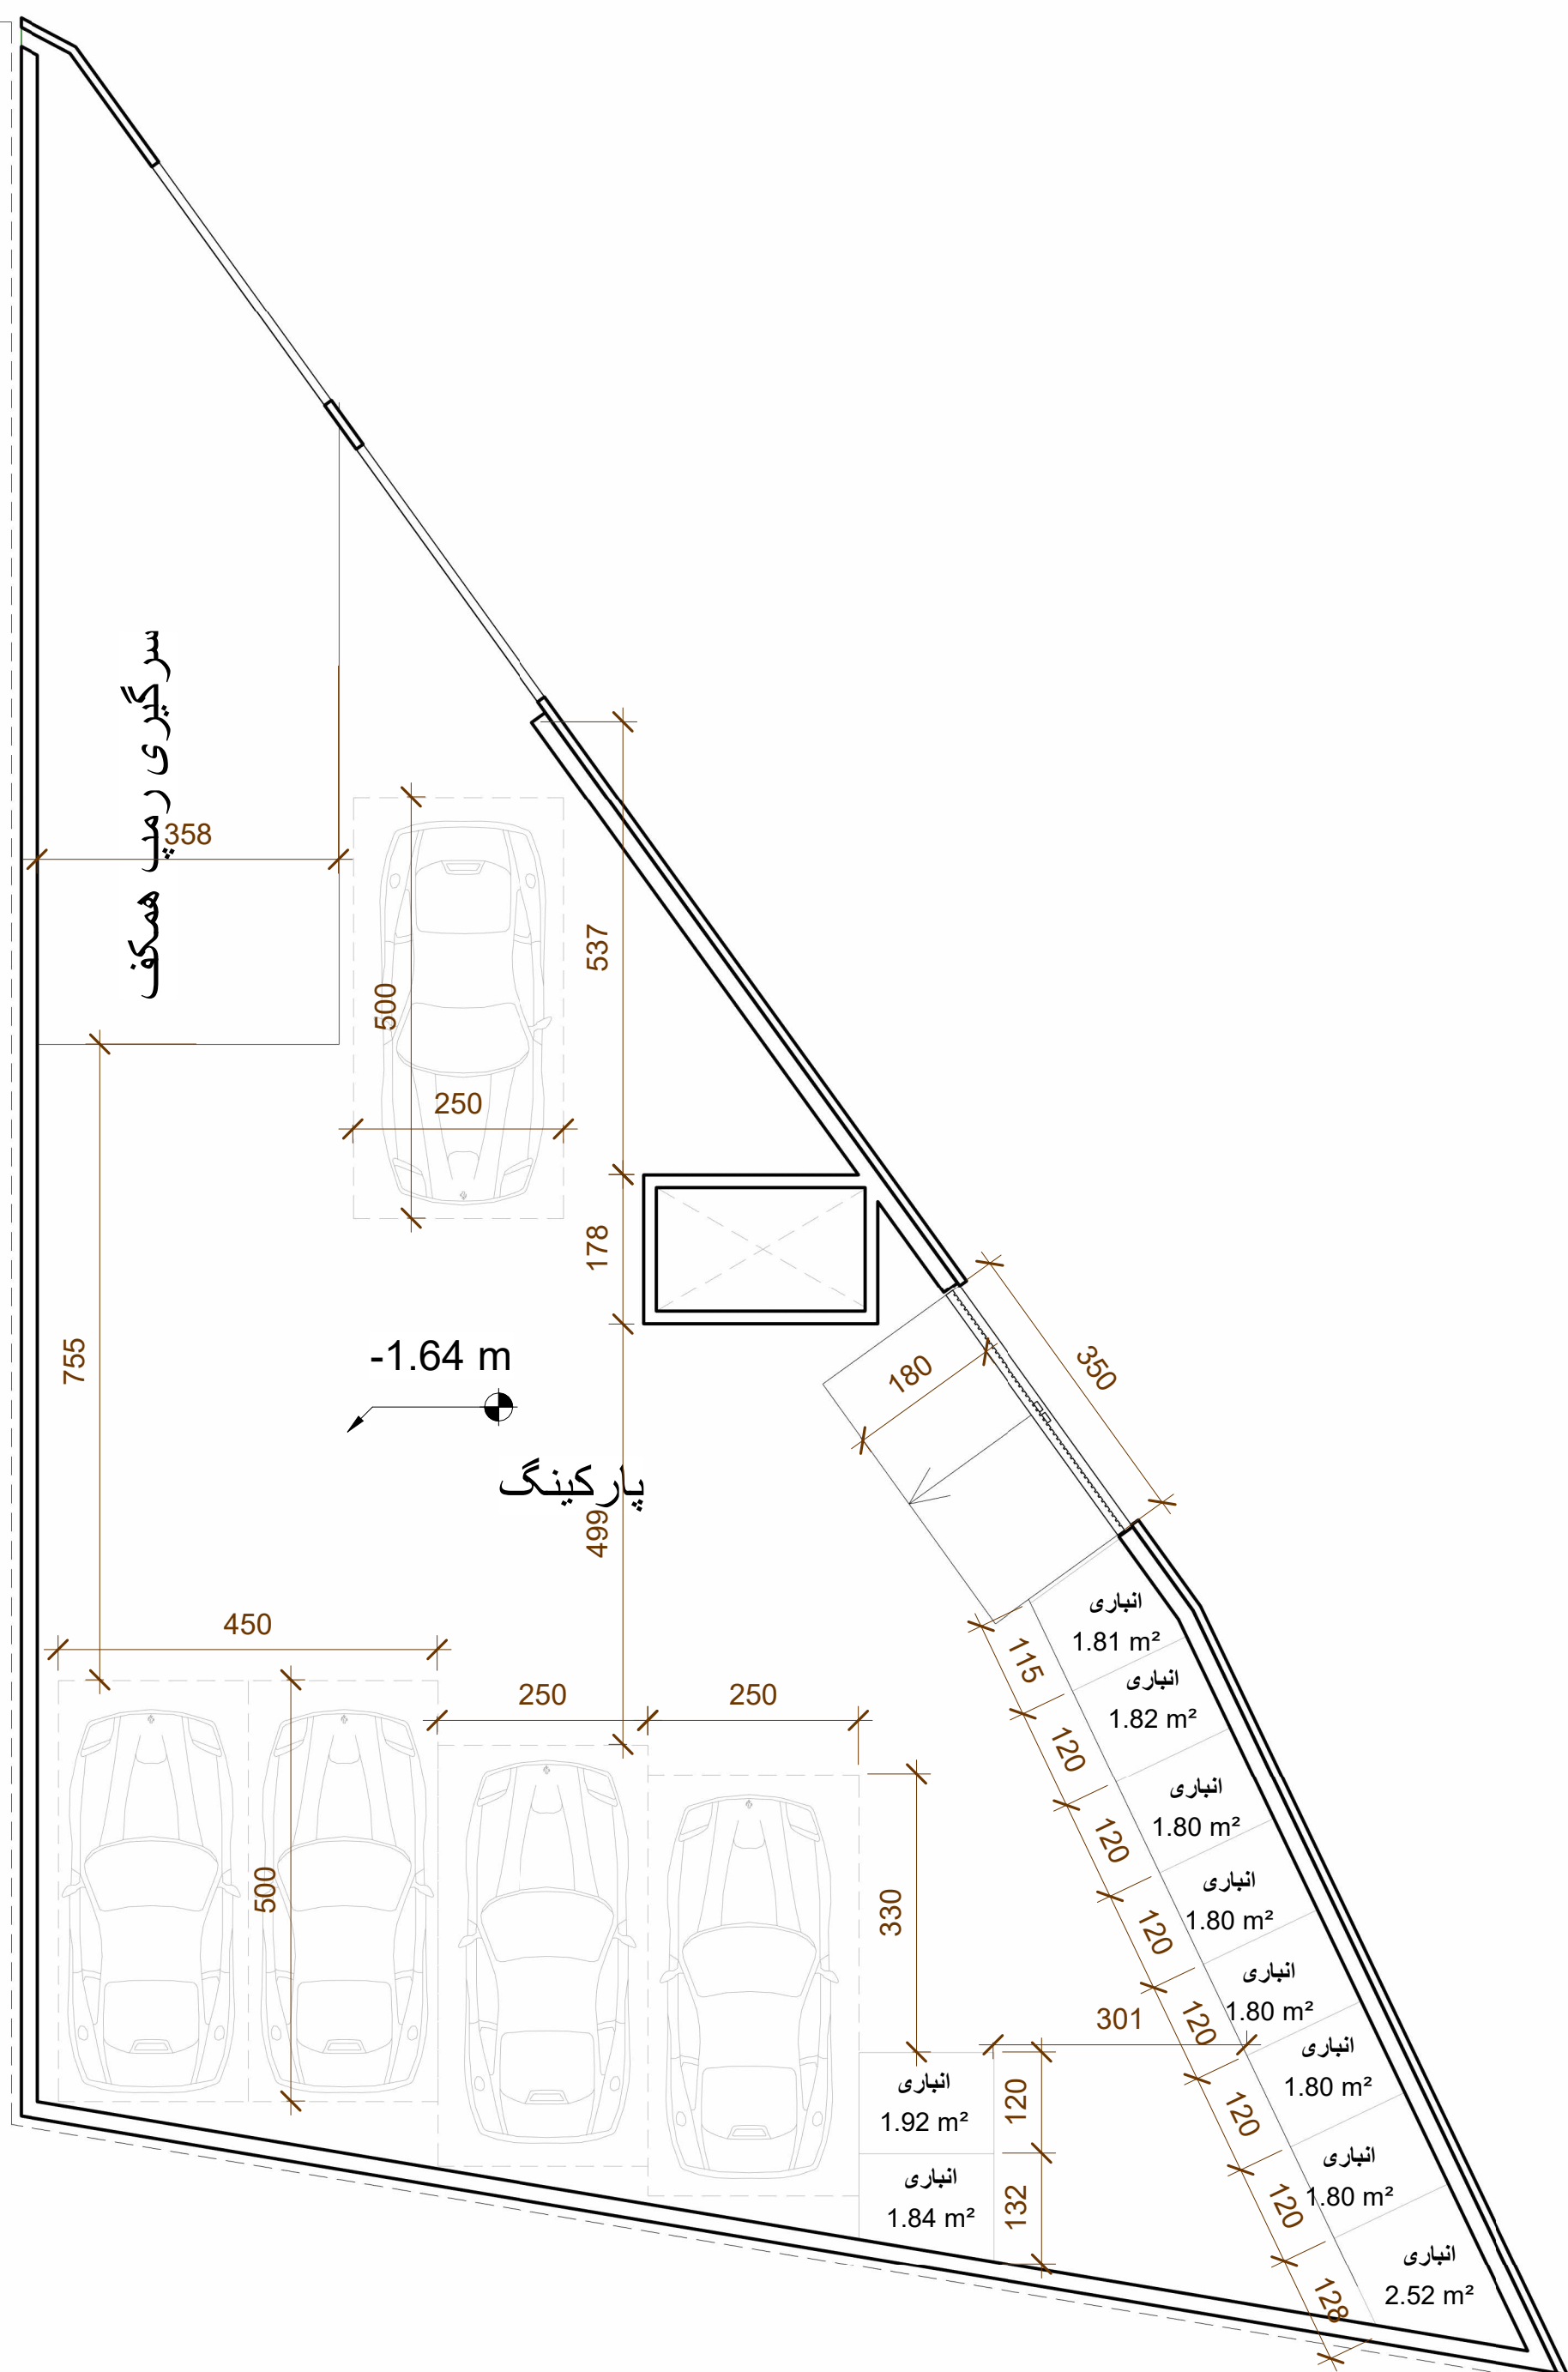 سرگیری رمپ همکف
358
537
500
250
178
755
-1.64 m
180
350
پارکینگ
499
450
250
250
500
330
انباری
1.81 m²
115
انباری
1.82 m²
120
انباری
1.80 m²
120
انباری
1.80 m²
120
انباری
1.80 m²
120
301
انباری
1.80 m²
120
انباری
1.92 m²
120
انباری
1.80 m²
120
انباری
1.84 m²
132
انباری
2.52 m²
128